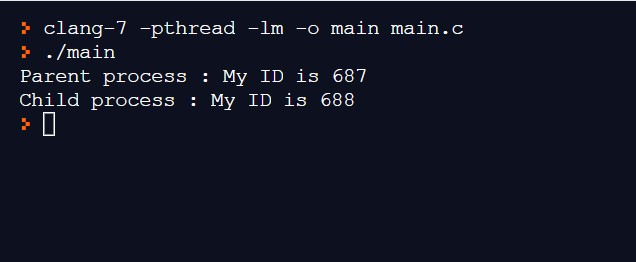 clang-7 -pthread -lm -o main main.c
./main
Parent process : My ID is 687
Child process : My ID is 688